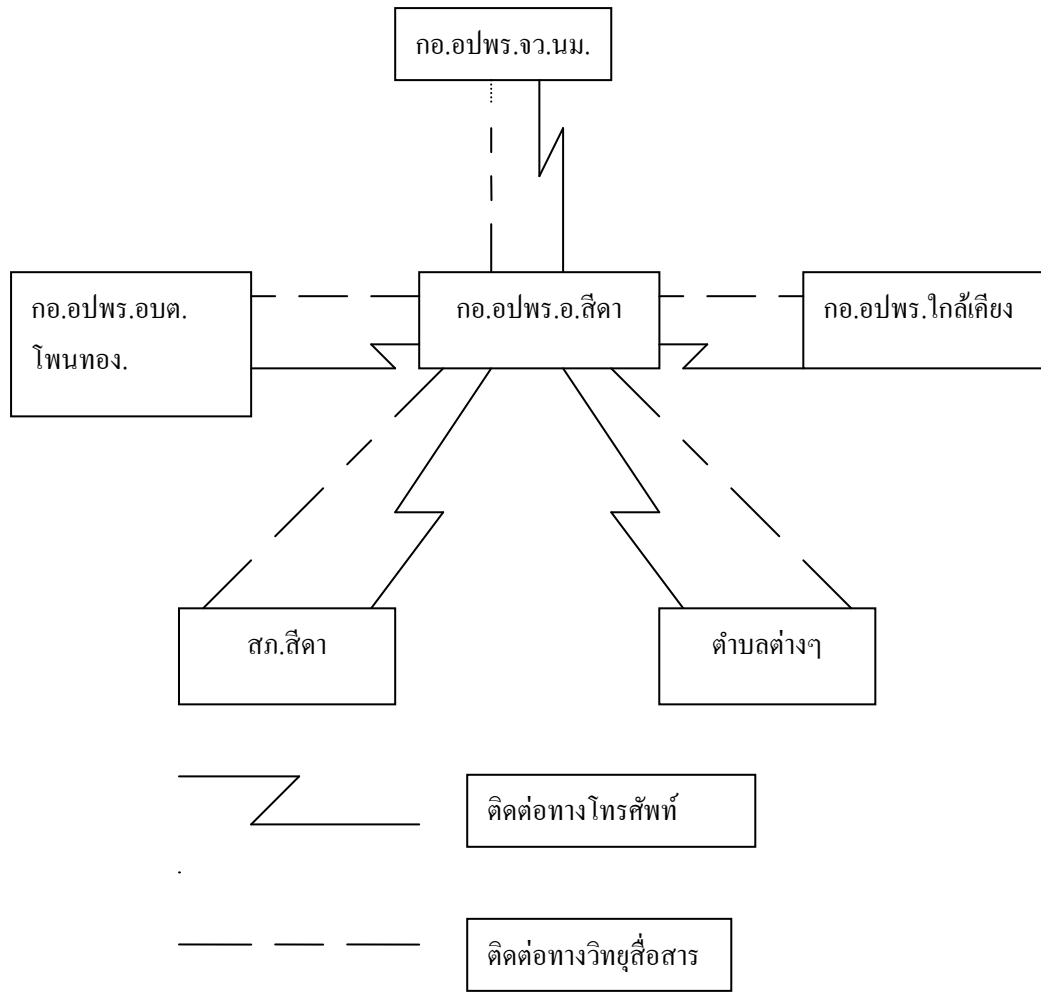 กอ.อปพร.จว.นม.
กอ.อปพร.อบต.
โพนทอง.
กอ.อปพร.อ.สีดา
กอ.อปพร.ใกล้เคียง
สภ.สีดา
ตำบลต่างๆ
ติดต่อทางโทรศัพท์
ติดต่อทางวิทยุสื่อสาร